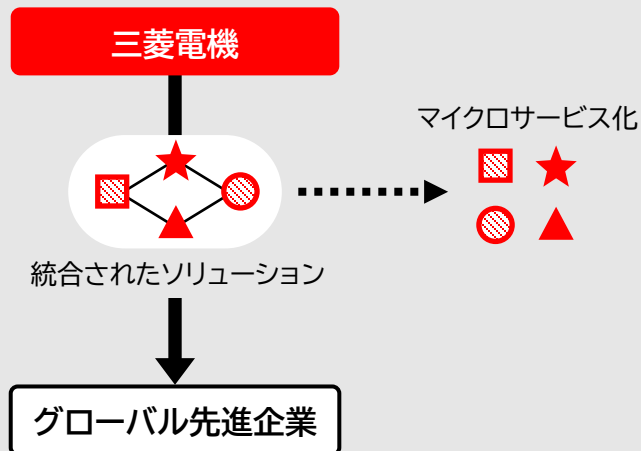 三菱電機
マイクロサービス化
統合されたソリューション
グローバル先進企業